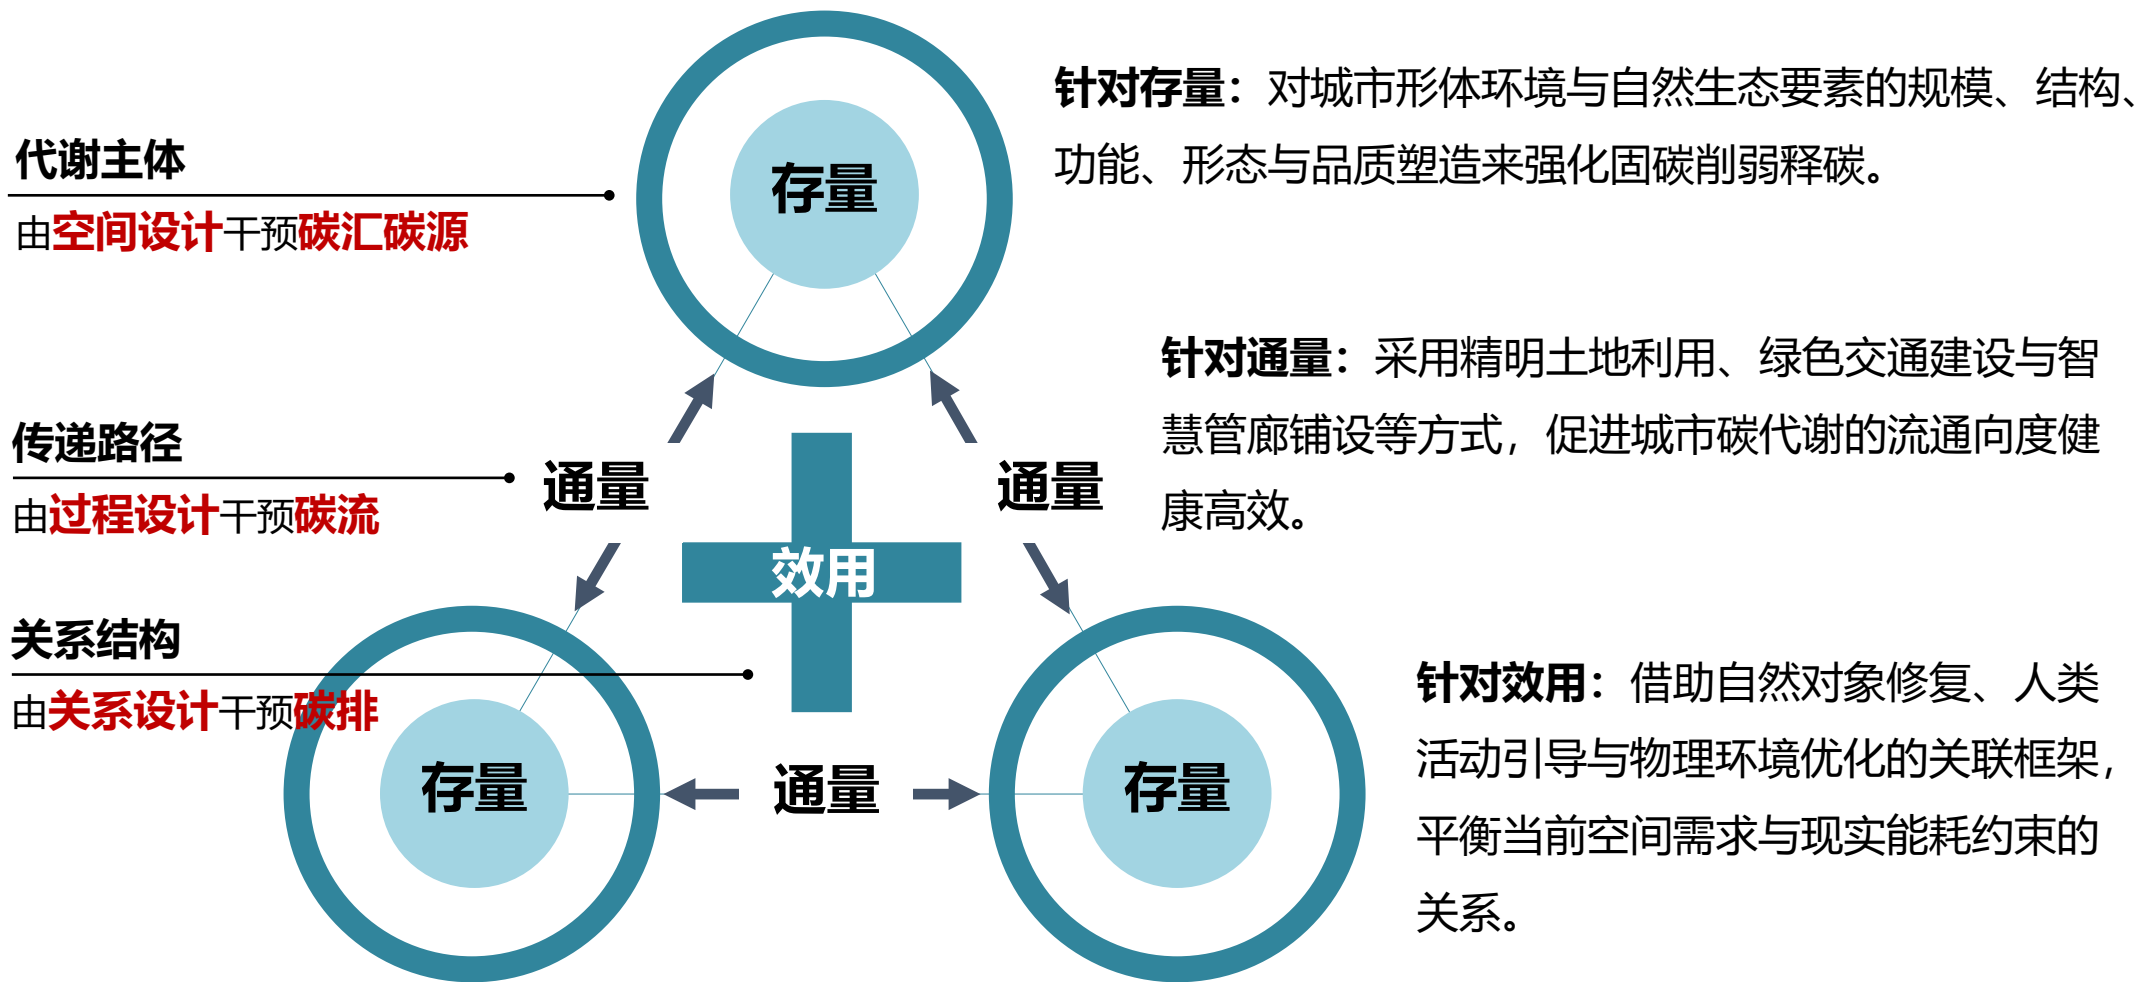 针对存量：对城市形体环境与自然生态要素的规模、结构、
功能、形态与品质塑造来强化固碳削弱释碳。
代谢主体
由空间设计干预碳汇碳源
存量
针对通量：采用精明土地利用、绿色交通建设与智
慧管廊铺设等方式，促进城市碳代谢的流通向度健
康高效。
传递路径
由过程设计干预碳流
通量
通量
效用
关系结构
由关系设计干预碳排
针对效用：借助自然对象修复、人类
活动引导与物理环境优化的关联框架，
平衡当前空间需求与现实能耗约束的
关系。
存量
通量
存量